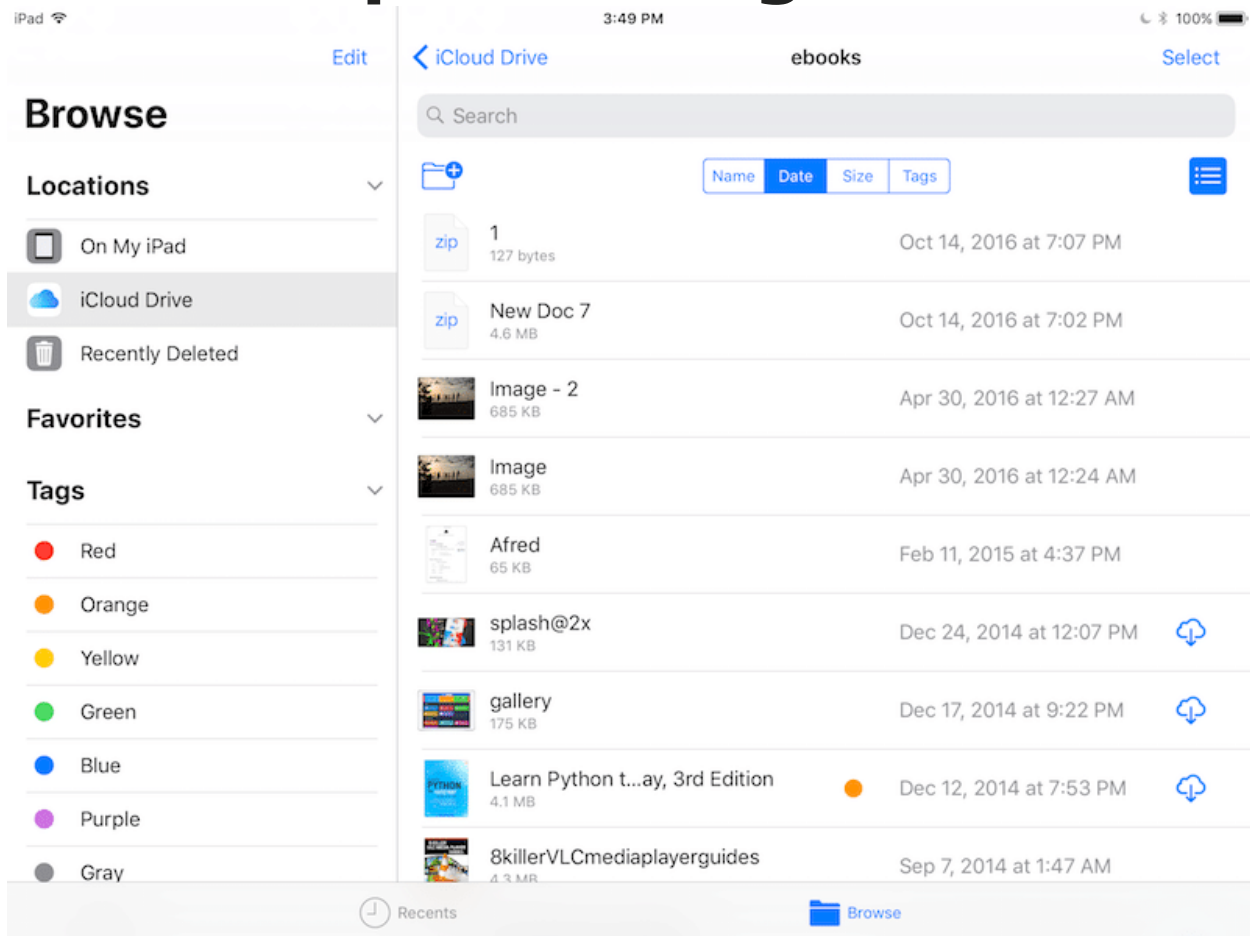 iPad
3:49 PM
100%
Edit
iCloud Drive
ebooks
Select
Browse
Search
Locations
Name
Date
Size
Tags
On My iPad
iCloud Drive
Recently Deleted
Favorites
Tags
Red
Orange
Yellow
Green
Blue
Purple
Gray
zip
1
127 bytes
Oct 14, 2016 at 7:07 PM
zip
New Doc 7
4.6 MB
Oct 14, 2016 at 7:02 PM
Image - 2
685 KB
Apr 30, 2016 at 12:27 AM
Image
685 KB
Apr 30, 2016 at 12:24 AM
Afred
65 KB
Feb 11, 2015 at 4:37 PM
splash@2x
131 KB
Dec 24, 2014 at 12:07 PM
gallery
175 KB
Dec 17, 2014 at 9:22 PM
PYTHON
Learn Python t...ay, 3rd Edition
4.1 MB
Dec 12, 2014 at 7:53 PM
8killerVLCmediaplayerguides
4.3 MB
Sep 7, 2014 at 1:47 AM
Recents
Browse